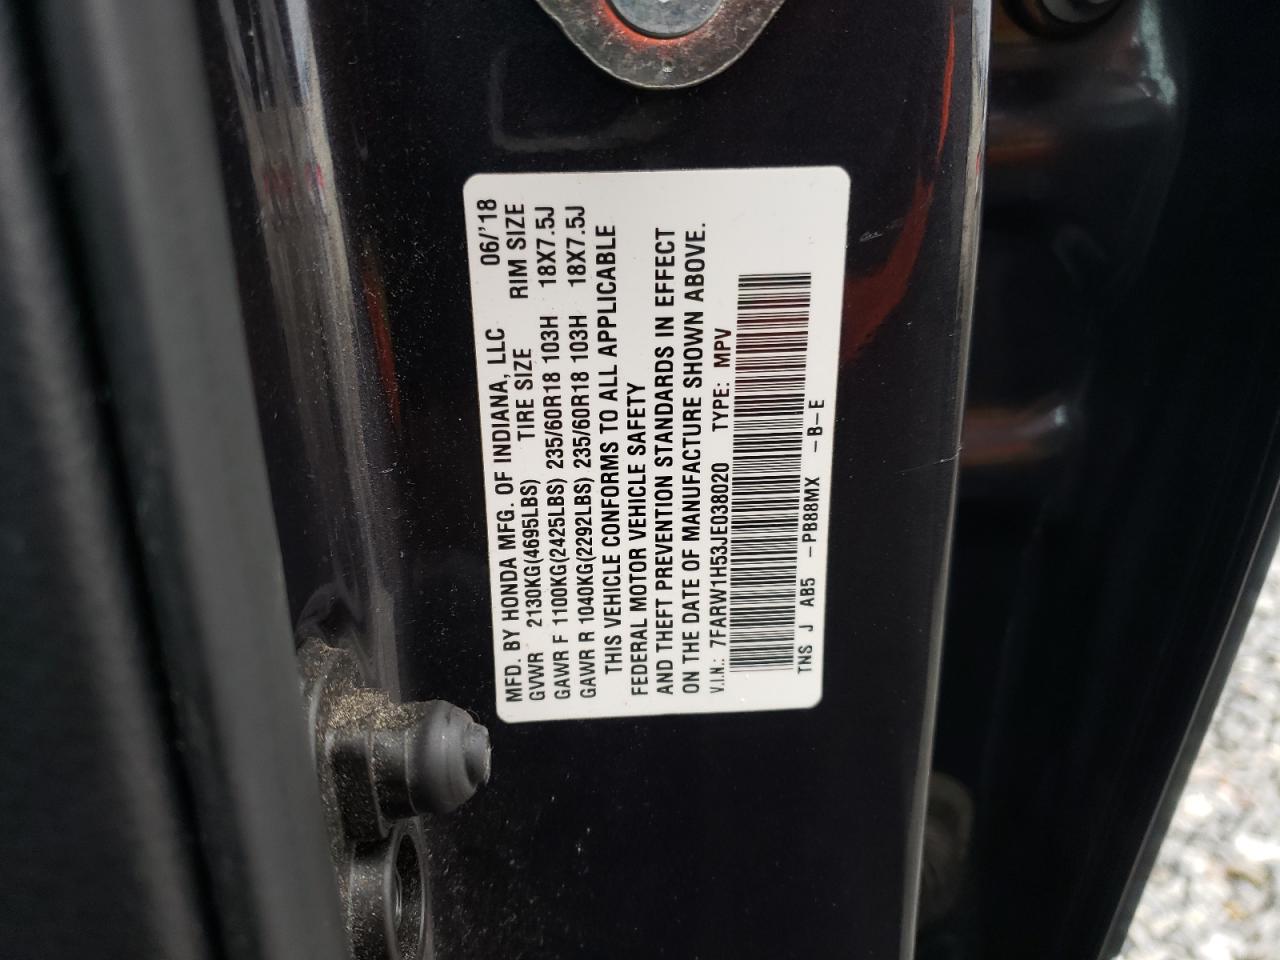 MFD. BY HONDA MFG. OF INDIANA, LLC 06/'18
GVWR 2130KG(4695LBS) TIRE SIZE RIM SIZE
GAWR F 1100KG(2425LBS) 235/60R18 103H 18X7.5J
GAWR R 1040KG(2292LBS) 235/60R18 103H 18X7.5J
THIS VEHICLE CONFORMS TO ALL APPLICABLE
FEDERAL MOTOR VEHICLE SAFETY
AND THEFT PREVENTION STANDARDS IN EFFECT
ON THE DATE OF MANUFACTURE SHOWN ABOVE.
V.I.N.: 7FARW1H53JE038020 TYPE: MPV
TNS J AB5 -PB88MX -B-E